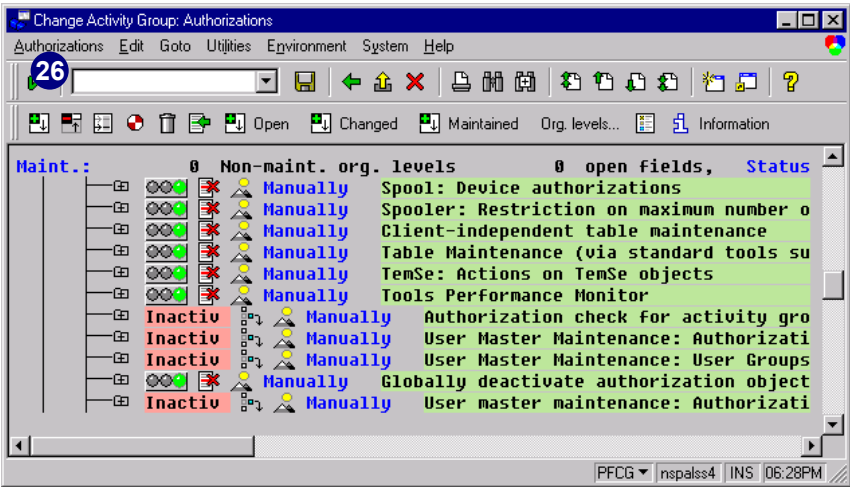 Change Activity Group: Authorizations
Authorizations Edit Goto Utilities Environment System Help
26
Open Changed Maintained Org. levels... Information
Maint.: 0 Non-maint. org. levels 0 open fields, Status
Manually Spool: Device authorizations
Manually Spooler: Restriction on maximum number o
Manually Client-independent table maintenance
Manually Table Maintenance (via standard tools su
Manually TemSe: Actions on TemSe objects
Manually Tools Performance Monitor
Inactiv Manually Authorization check for activity gro
Inactiv Manually User Master Maintenance: Authorizati
Inactiv Manually User Master Maintenance: User Groups
Manually Globally deactivate authorization object
Inactiv Manually User master maintenance: Authorizati
PFCG nspalss4 INS 06:28PM